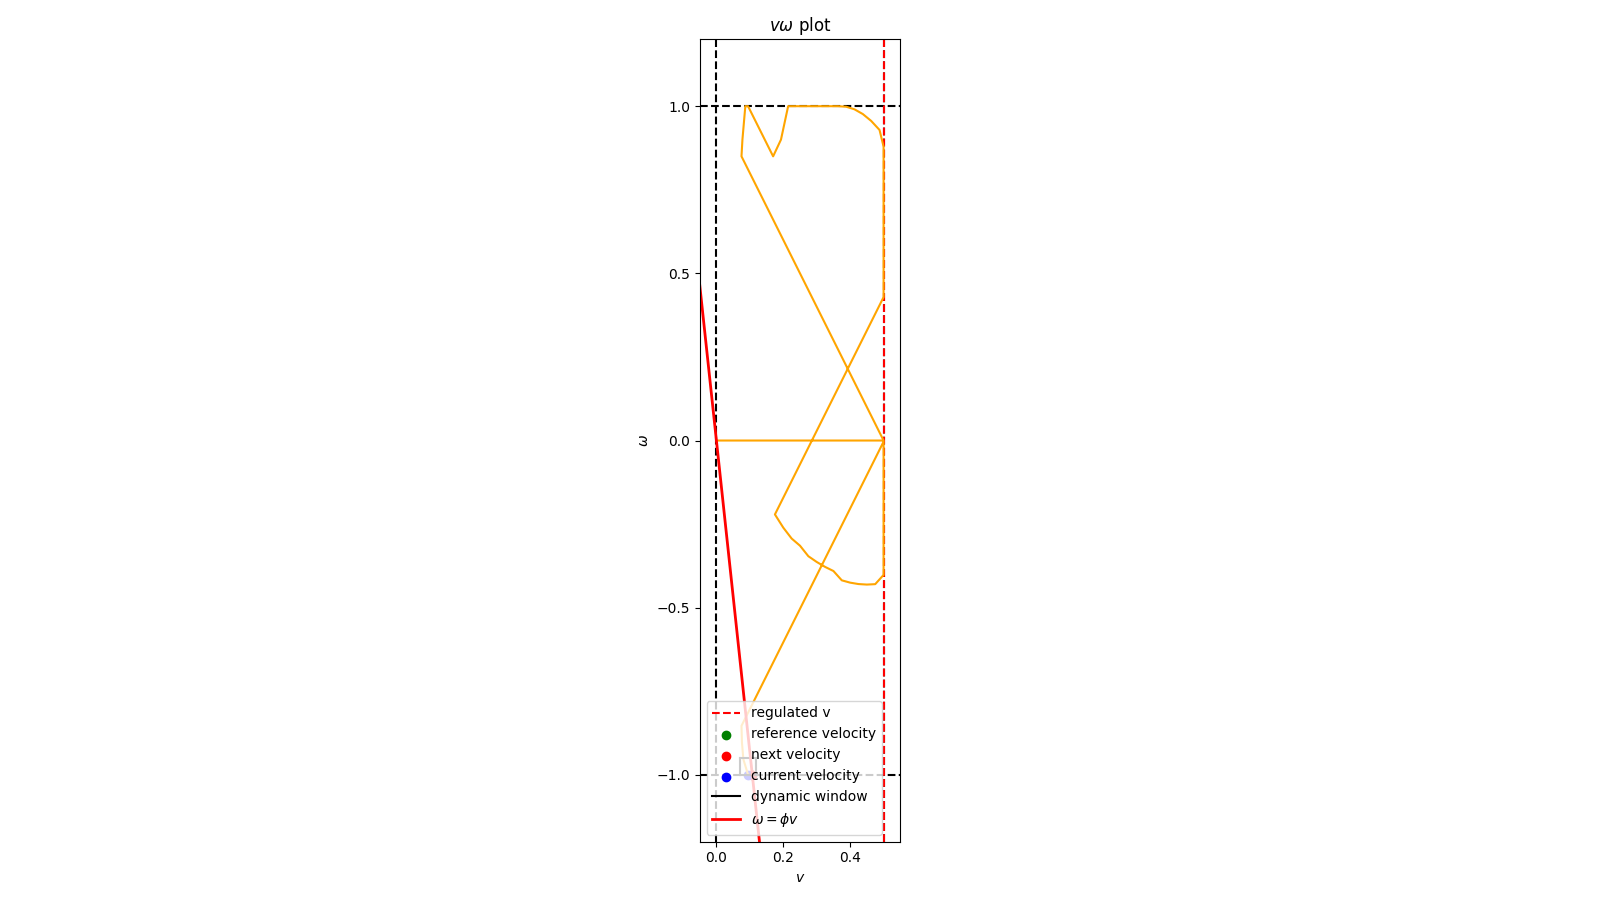 vω plot
1.0
0.5
ω
0.0
−0.5
−1.0
regulated v
reference velocity
next velocity
current velocity
dynamic window
ω = ϕv
0.0 0.2 0.4
v